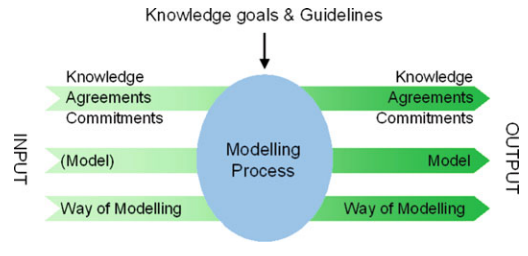 Knowledge goals & Guidelines
Knowledge
Agreements
Commitments
Knowledge
Agreements
Commitments
INPUT
(Model)
Modelling
Process
Model
OUTPUT
Way of Modelling
Way of Modelling